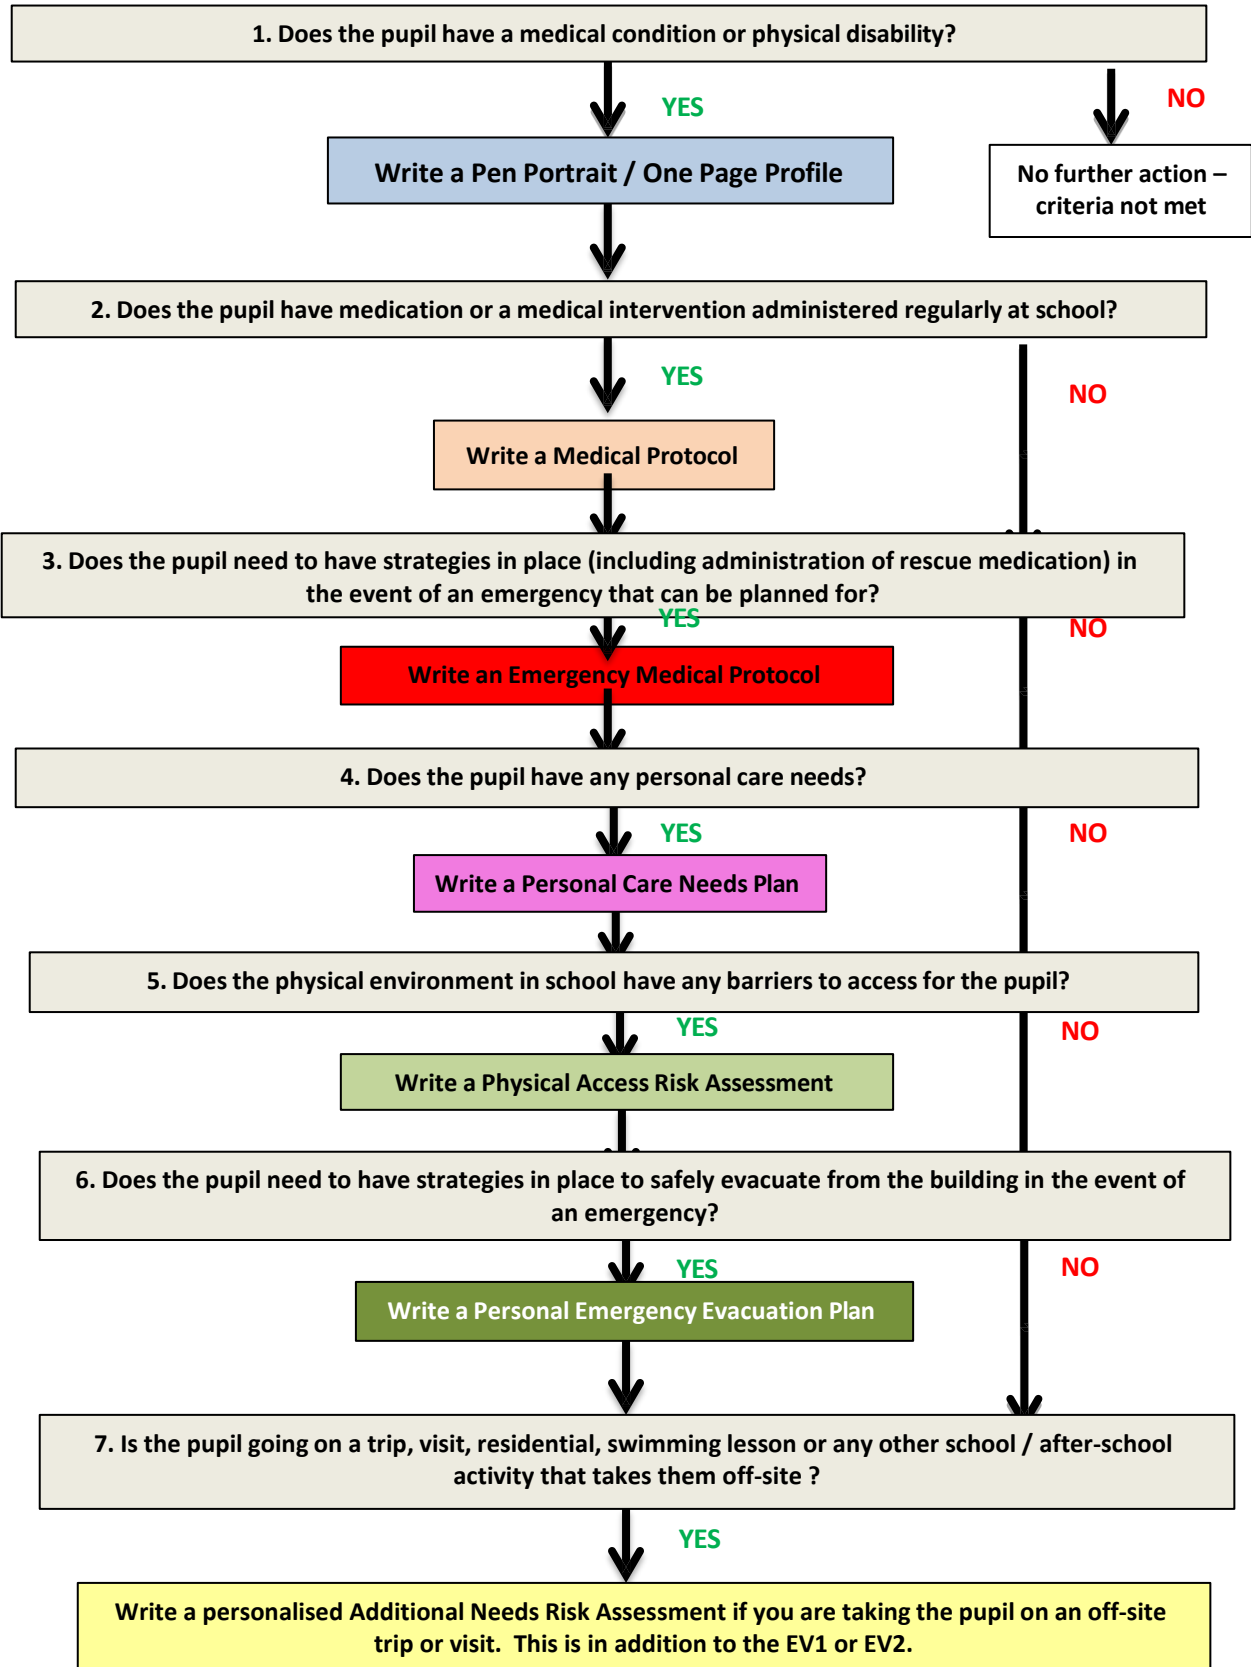 1. Does the pupil have a medical condition or physical disability?
YES
NO
Write a Pen Portrait / One Page Profile
No further action –
criteria not met
2. Does the pupil have medication or a medical intervention administered regularly at school?
YES
NO
Write a Medical Protocol
3. Does the pupil need to have strategies in place (including administration of rescue medication) in
the event of an emergency that can be planned for?
YES
NO
Write an Emergency Medical Protocol
4. Does the pupil have any personal care needs?
YES
NO
Write a Personal Care Needs Plan
5. Does the physical environment in school have any barriers to access for the pupil?
YES
NO
Write a Physical Access Risk Assessment
6. Does the pupil need to have strategies in place to safely evacuate from the building in the event of
an emergency?
YES
NO
Write a Personal Emergency Evacuation Plan
7. Is the pupil going on a trip, visit, residential, swimming lesson or any other school / after-school
activity that takes them off-site ?
YES
Write a personalised Additional Needs Risk Assessment if you are taking the pupil on an off-site
trip or visit.  This is in addition to the EV1 or EV2.